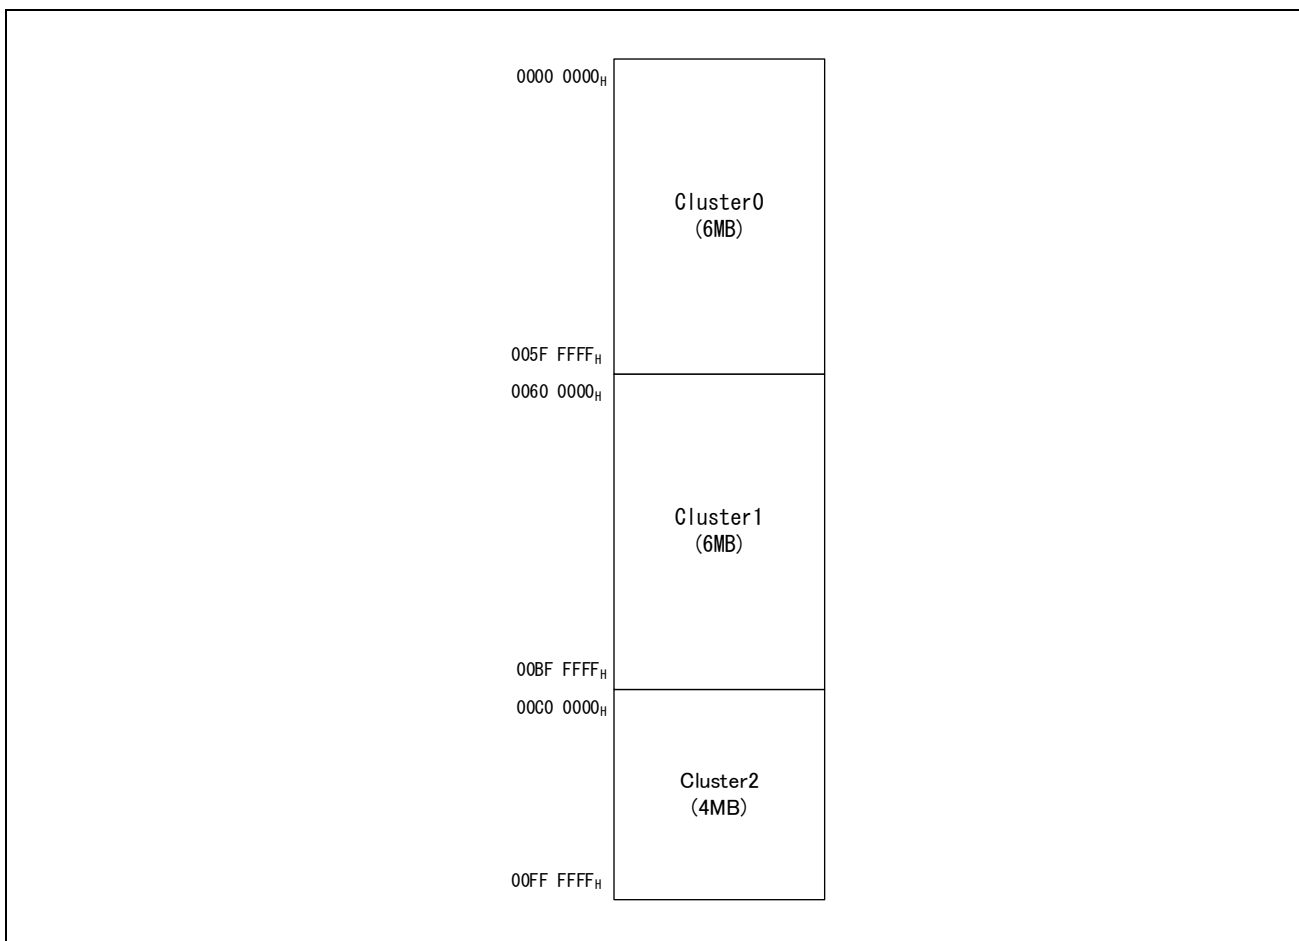 0000 0000H
Cluster0
(6MB)
005F FFFFH
0060 0000H
Cluster1
(6MB)
00BF FFFFH
00C0 0000H
Cluster2
(4MB)
00FF FFFFH